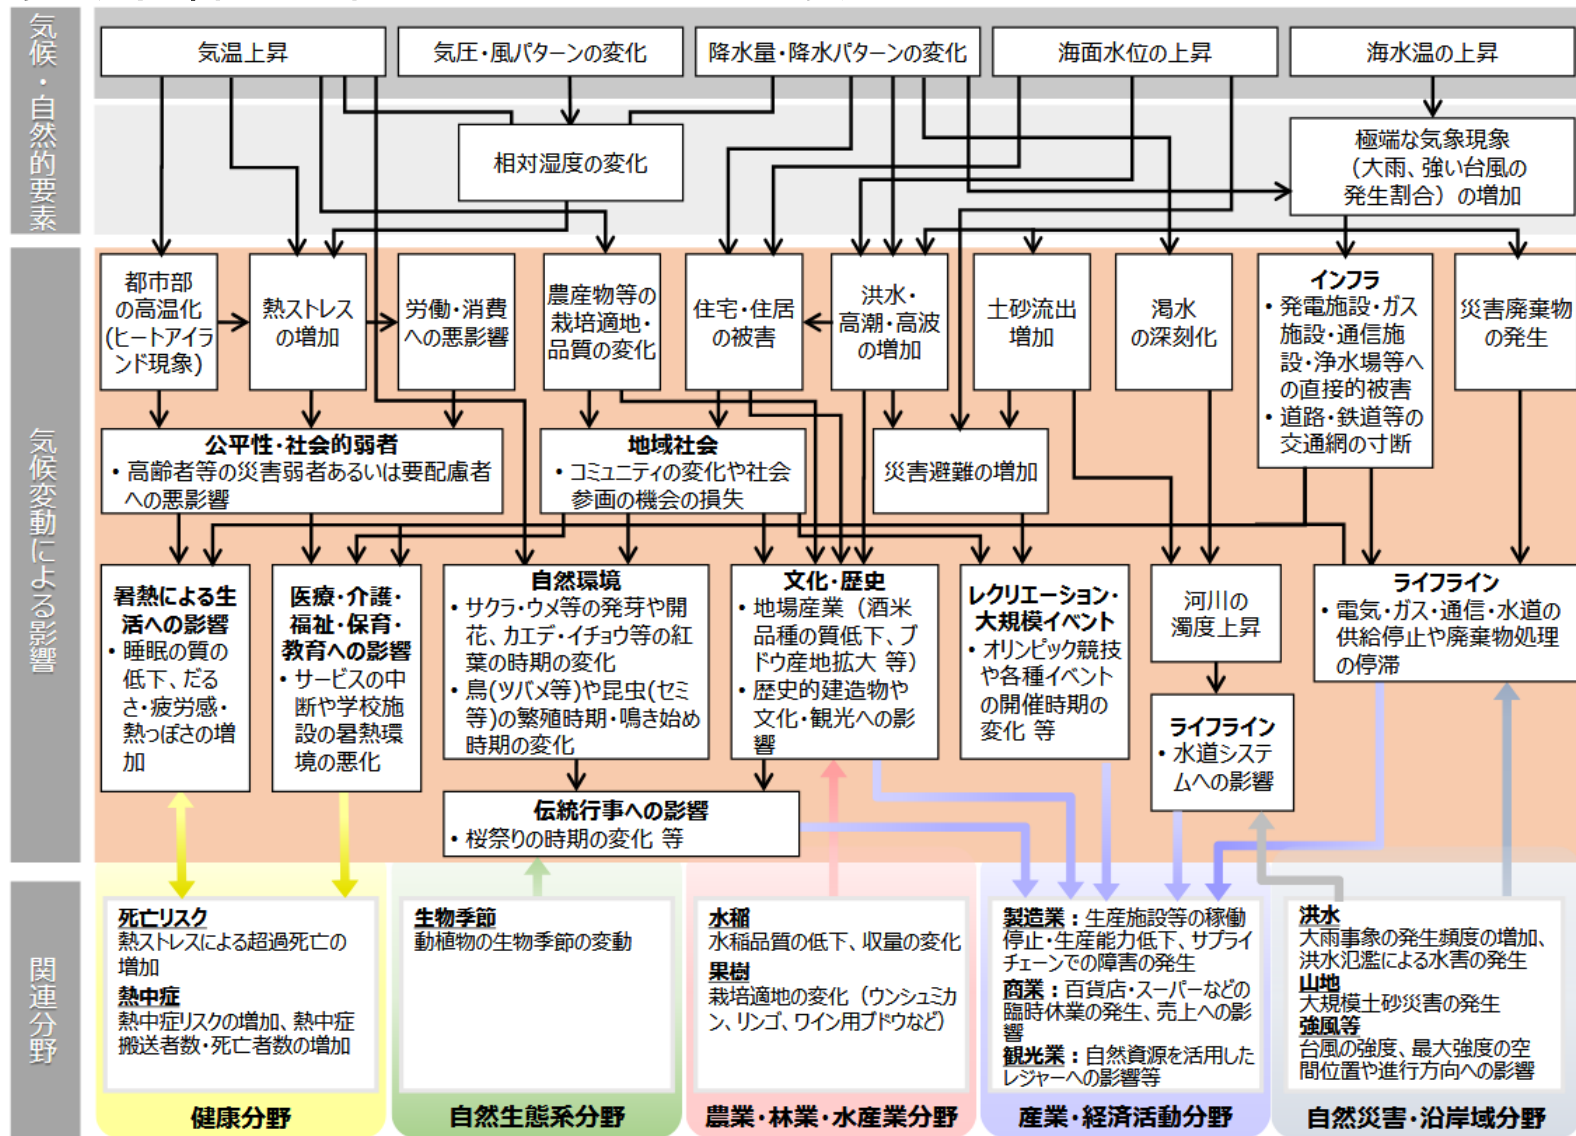 気候・自然的要素
気温上昇
気圧・風パターンの変化
降水量・降水パターンの変化
海面水位の上昇
海水温の上昇
相対湿度の変化
極端な気象現象
（大雨、強い台風の
発生割合）の増加
気候変動による影響
都市部
の高温化
(ヒートアイラ
ンド現象)
熱ストレス
の増加
労働・消費
への悪影響
農産物等の
栽培適地・
品質の変化
住宅・住居
の被害
洪水・
高潮・高波
の増加
土砂流出
増加
渇水
の深刻化
インフラ
• 発電施設・ガス
施設・通信施
設・浄水場等へ
の直接的被害
• 道路・鉄道等の
交通網の寸断
災害廃棄物
の発生
公平性・社会的弱者
• 高齢者等の災害弱者あるいは要配慮者
への悪影響
地域社会
• コミュニティの変化や社会
参画の機会の損失
災害避難の増加
暑熱による生
活への影響
• 睡眠の質の
低下、だる
さ・疲労感・
熱っぽさの増
加
医療・介護・
福祉・保育・
教育への影響
• サービスの中
断や学校施
設の暑熱環
境の悪化
自然環境
• サクラ・ウメ等の発芽や開
花、カエデ・イチョウ等の紅
葉の時期の変化
• 鳥(ツバメ等)や昆虫(セミ
等)の繁殖時期・鳴き始め
時期の変化
文化・歴史
• 地場産業（酒米
品種の質低下、ブ
ドウ産地拡大 等）
• 歴史的建造物や
文化・観光への影
響
レクリエーション・
大規模イベント
• オリンピック競技
や各種イベント
の開催時期の
変化 等
河川の
濁度上昇
ライフライン
• 電気・ガス・通信・水道の
供給停止や廃棄物処理
の停滞
ライフライン
• 水道システ
ムへの影響
伝統行事への影響
• 桜祭りの時期の変化 等
関連分野
死亡リスク
熱ストレスによる超過死亡の
増加
熱中症
熱中症リスクの増加、熱中症
搬送者数・死亡者数の増加
健康分野
生物季節
動植物の生物季節の変動
自然生態系分野
水稲
水稲品質の低下、収量の変化
果樹
栽培適地の変化（ウンシュミカ
ン、リンゴ、ワイン用ブドウなど）
農業・林業・水産業分野
製造業：生産施設等の稼働
停止・生産能力低下、サプライ
チェーンでの障害の発生
商業：百貨店・スーパーなどの
臨時休業の発生、売上への影
響
観光業：自然資源を活用した
レジャーへの影響等
産業・経済活動分野
洪水
大雨事象の発生頻度の増加、
洪水氾濫による水害の発生
山地
大規模土砂災害の発生
強風等
台風の強度、最大強度の空
間位置や進行方向への影響
自然災害・沿岸域分野